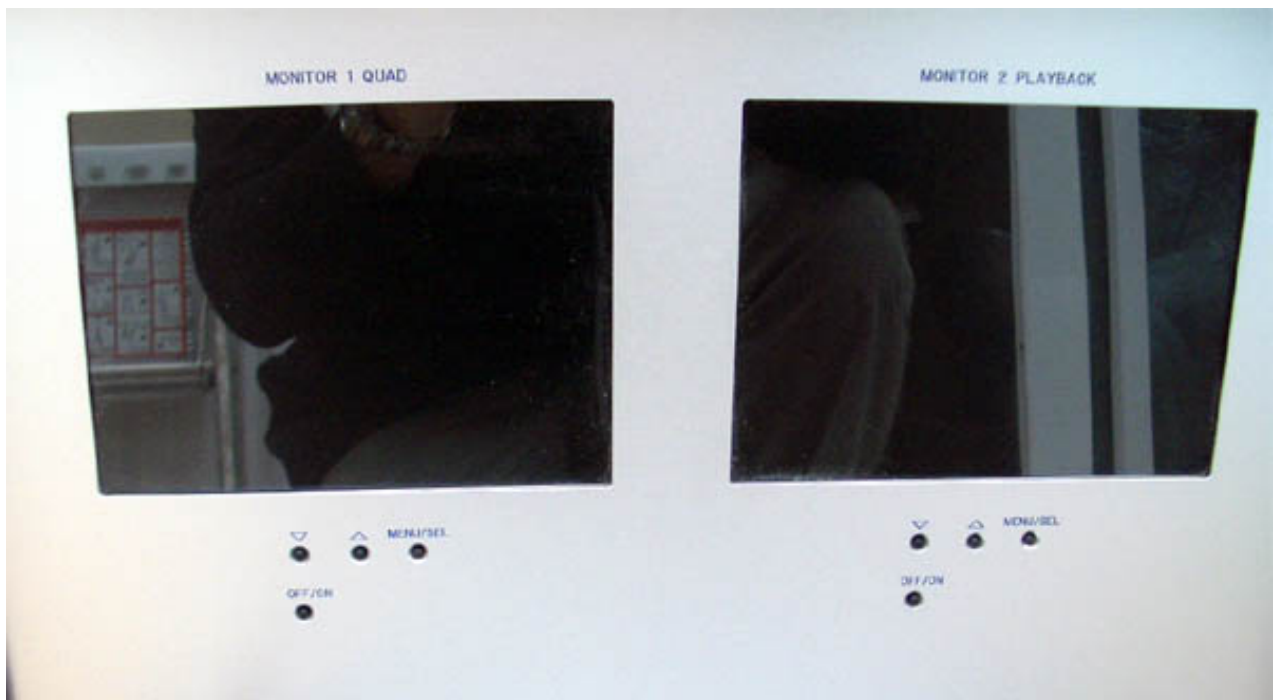 MONITOR 1 QUAD
MONITOR 2 PLAYBACK
MENU/SEL
OFF/ON
MENU/SEL
OFF/ON